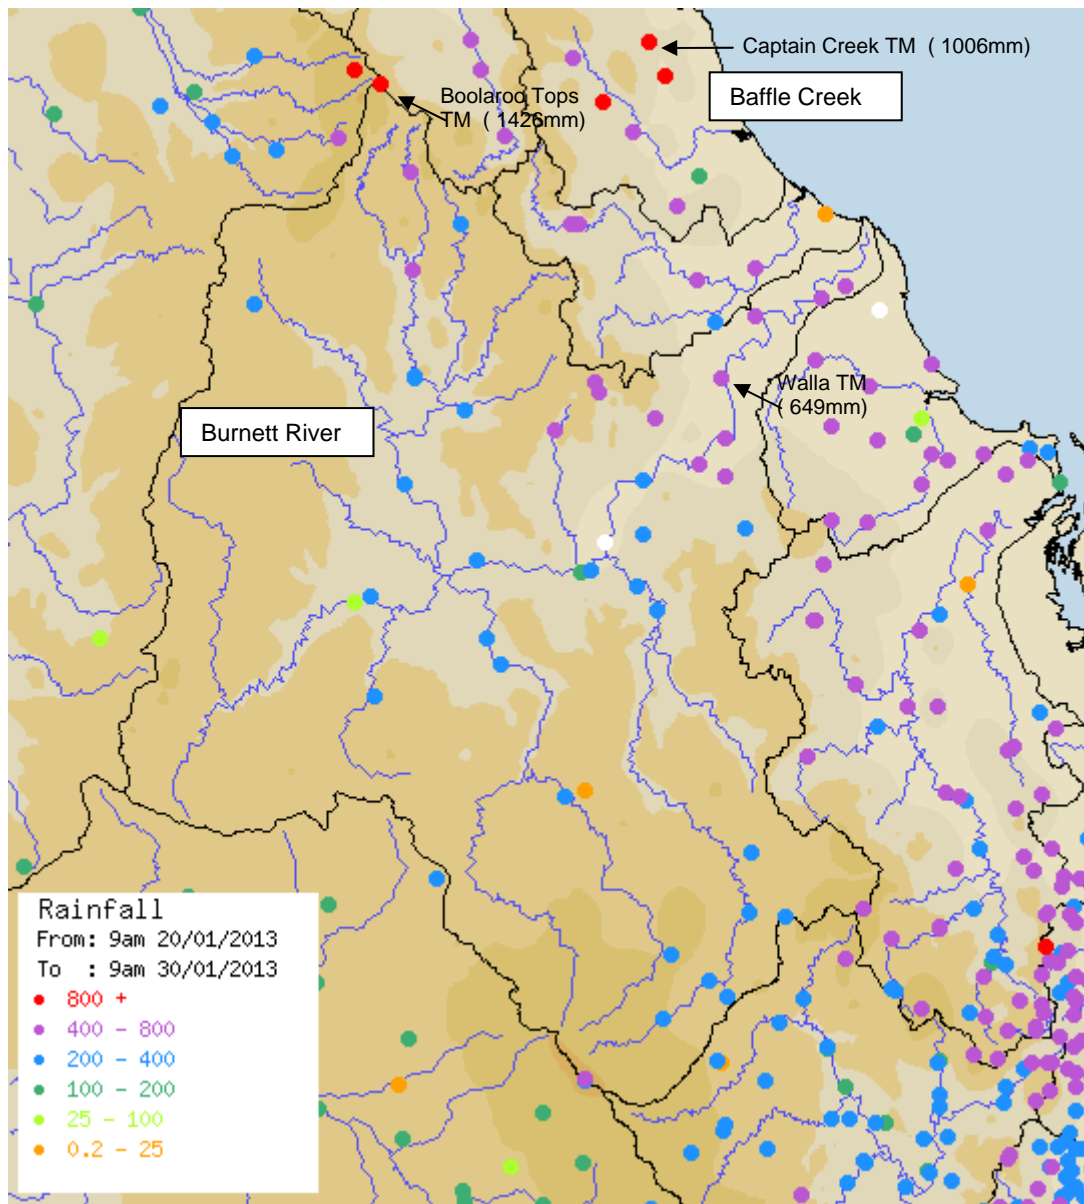 Captain Creek TM ( 1006mm)
Baffle Creek
Boolaroo Tops
TM ( 1426mm)
Walla TM
( 649mm)
Burnett River
Rainfall
From: 9am 20/01/2013
To : 9am 30/01/2013
800 +
400 - 800
200 - 400
100 - 200
25 - 100
0.2 - 25